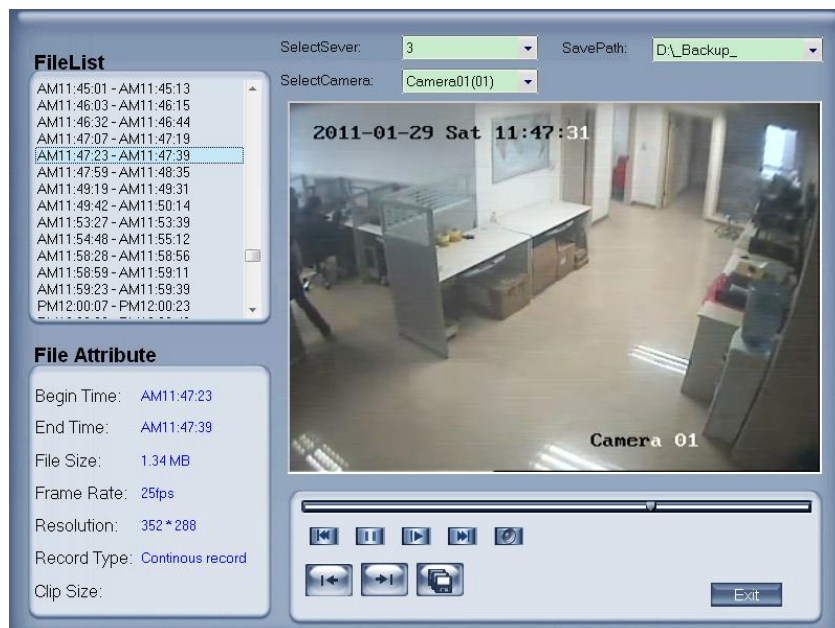 SelectSever: 3 SavePath: D:\_Backup_
FileList
SelectCamera: Camera01(01)
AM11:45:01 - AM11:45:13
AM11:46:03 - AM11:46:15
AM11:46:32 - AM11:46:44
AM11:47:07 - AM11:47:19
AM11:47:23 - AM11:47:39
AM11:47:59 - AM11:48:35
AM11:49:19 - AM11:49:31
AM11:49:42 - AM11:50:14
AM11:53:27 - AM11:53:39
AM11:54:48 - AM11:55:12
AM11:58:28 - AM11:58:56
AM11:58:59 - AM11:59:11
AM11:59:23 - AM11:59:39
PM12:00:07 - PM12:00:23
2011-01-29 Sat 11:47:31
Camera 01
File Attribute
Begin Time: AM11:47:23
End Time: AM11:47:39
File Size: 1.34 MB
Frame Rate: 25fps
Resolution: 352 * 288
Record Type: Continous record
Clip Size:
Exit